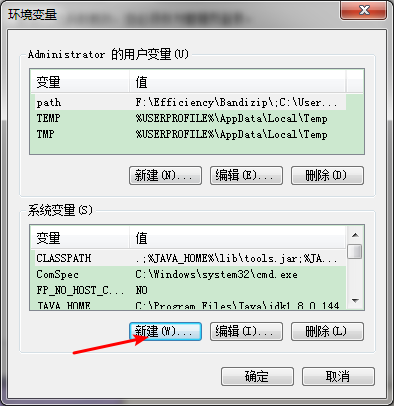 环境变量
Administrator 的用户变量(U)
变量 值
path F:\Efficiency\Bandizip\;C:\User...
TEMP %USERPROFILE%\AppData\Local\Temp
TMP %USERPROFILE%\AppData\Local\Temp
新建(N)... 编辑(E)... 删除(D)
系统变量(S)
变量 值
CLASSPATH .;%JAVA_HOME%\lib\tools.jar;%JA...
ComSpec C:\Windows\system32\cmd.exe
FP_NO_HOST_C... NO
JAVA_HOME C:\Program Files\Java\jdk1.8.0_144
新建(W)... 编辑(I)... 删除(L)
确定 取消